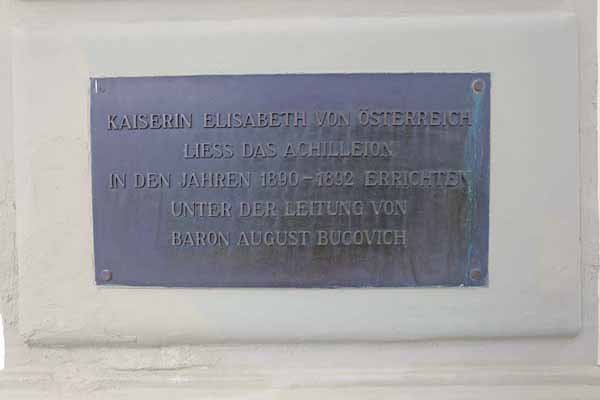 KAISERIN ELISABETH VON ÖSTERREICH
LIESS DAS ACHILLEION
IN DEN JAHREN 1890-1892 ERRICHTEN
UNTER DER LEITUNG VON
BARON AUGUST BUCOVICH